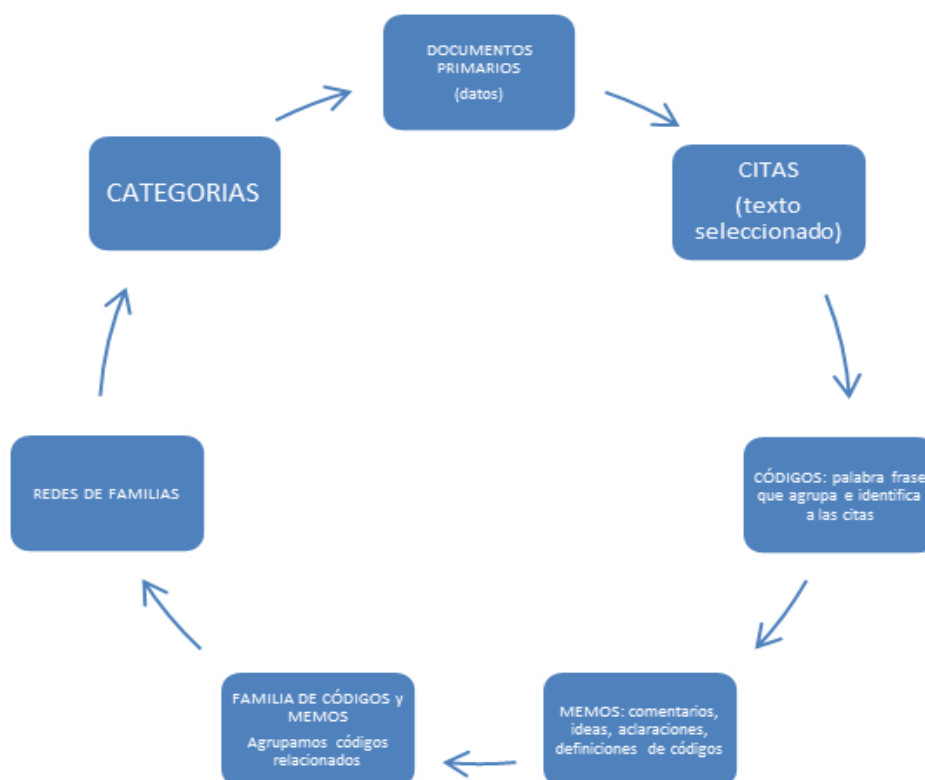 DOCUMENTOS
PRIMARIOS
(datos)
CITAS
(texto
seleccionado)
CÓDIGOS: palabra frase
que agrupa e identifica
a las citas
MEMOS: comentarios,
ideas, aclaraciones,
definiciones de códigos
FAMILIA DE CÓDIGOS y
MEMOS
Agrupamos códigos
relacionados
REDES DE FAMILIAS
CATEGORIAS